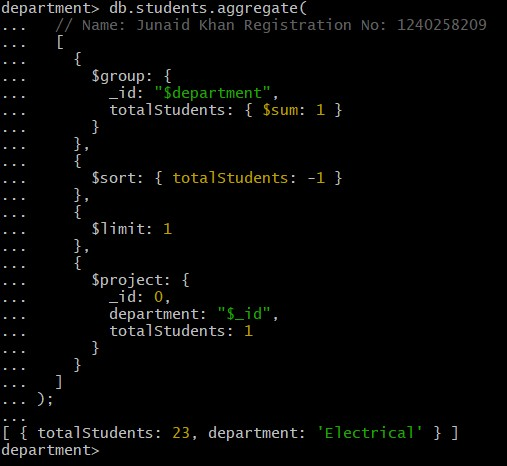 department> db.students.aggregate(
...   // Name: Junaid Khan Registration No: 1240258209
...   [
...     {
...       $group: {
...         _id: "$department",
...         totalStudents: { $sum: 1 }
...       }
...     },
...     {
...       $sort: { totalStudents: -1 }
...     },
...     {
...       $limit: 1
...     },
...     {
...       $project: {
...         _id: 0,
...         department: "$_id",
...         totalStudents: 1
...       }
...     }
...   ]
... );
...
[ { totalStudents: 23, department: 'Electrical' } ]
department>